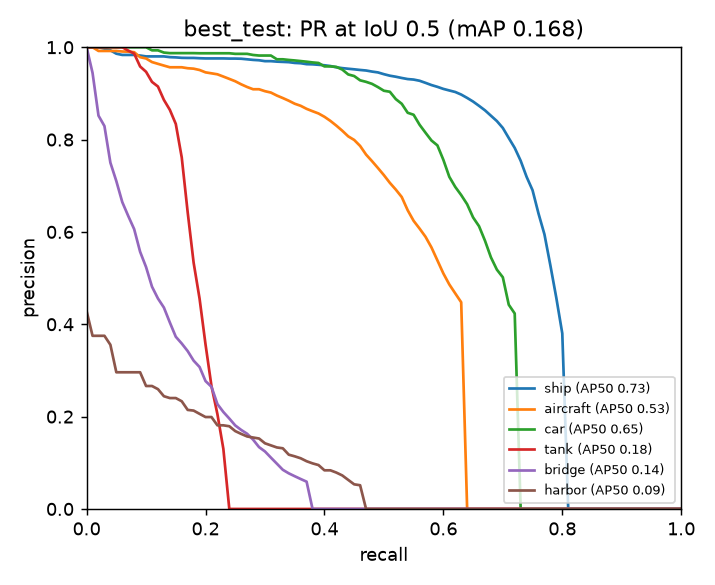 best_test: PR at IoU 0.5 (mAP 0.168)
1.0
0.8
0.6
0.4
0.2
0.0
precision
ship (AP50 0.73)
aircraft (AP50 0.53)
car (AP50 0.65)
tank (AP50 0.18)
bridge (AP50 0.14)
harbor (AP50 0.09)
0.0 0.2 0.4 0.6 0.8 1.0
recall